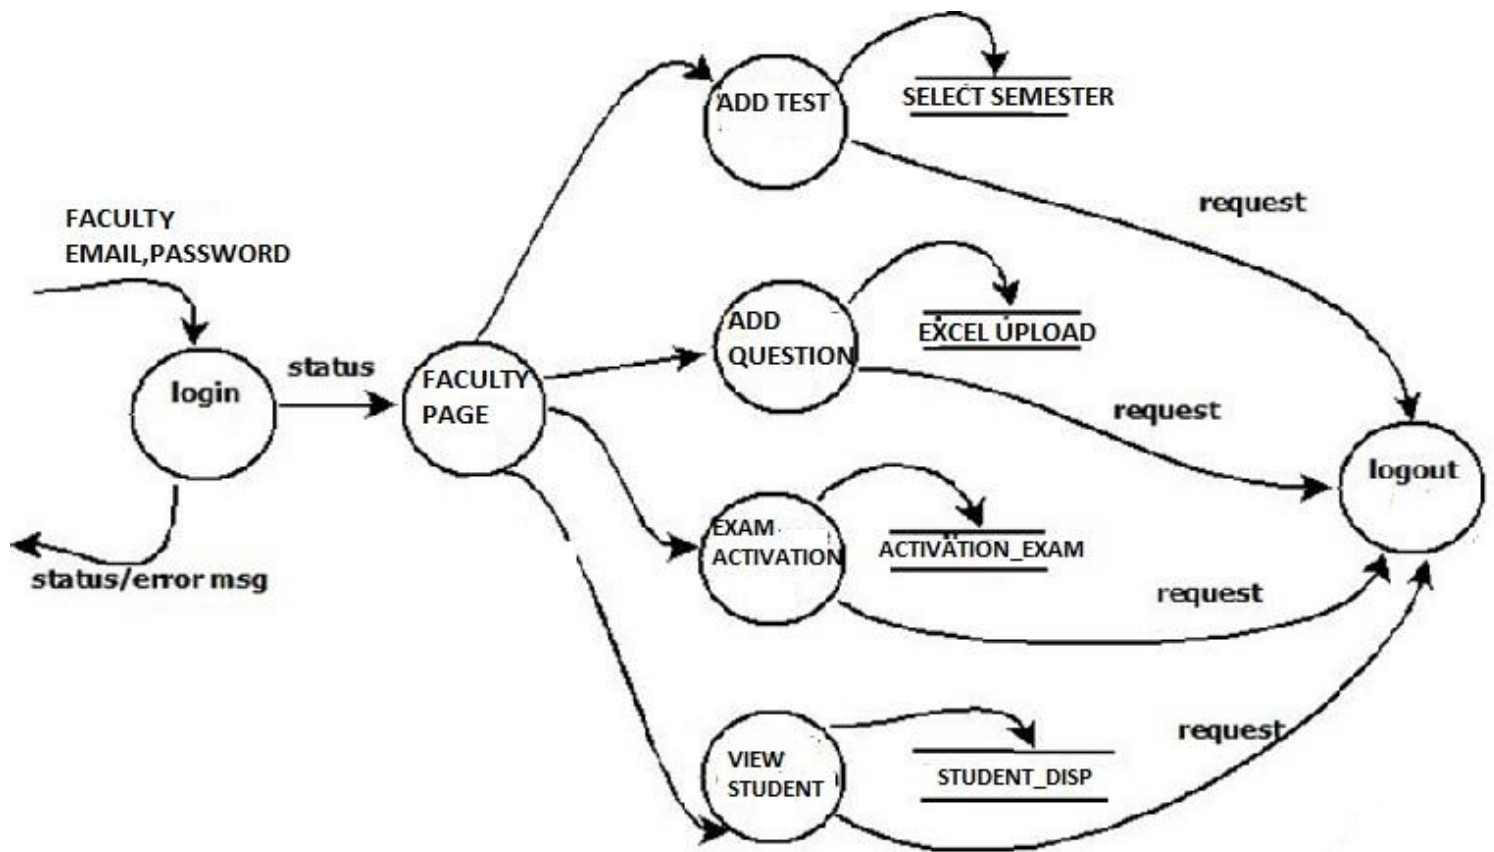 ADD TEST
SELECT SEMESTER
request
FACULTY
EMAIL,PASSWORD
ADD
QUESTION
EXCEL UPLOAD
status
login
FACULTY
PAGE
request
logout
EXAM
ACTIVATION
ACTIVATION_EXAM
status/error msg
request
request
VIEW
STUDENT
STUDENT_DISP